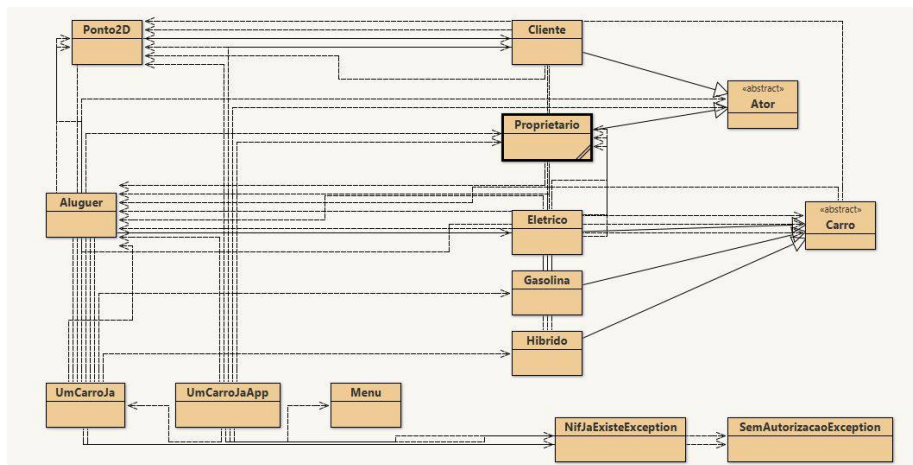 Ponto2D
Cliente
«abstract»
Ator
Proprietario
Aluguer
Eletrico
«abstract»
Carro
Gasolina
Hibrido
UmCarroJa
UmCarroJaApp
Menu
NifJaExisteException
SemAutorizacaoException